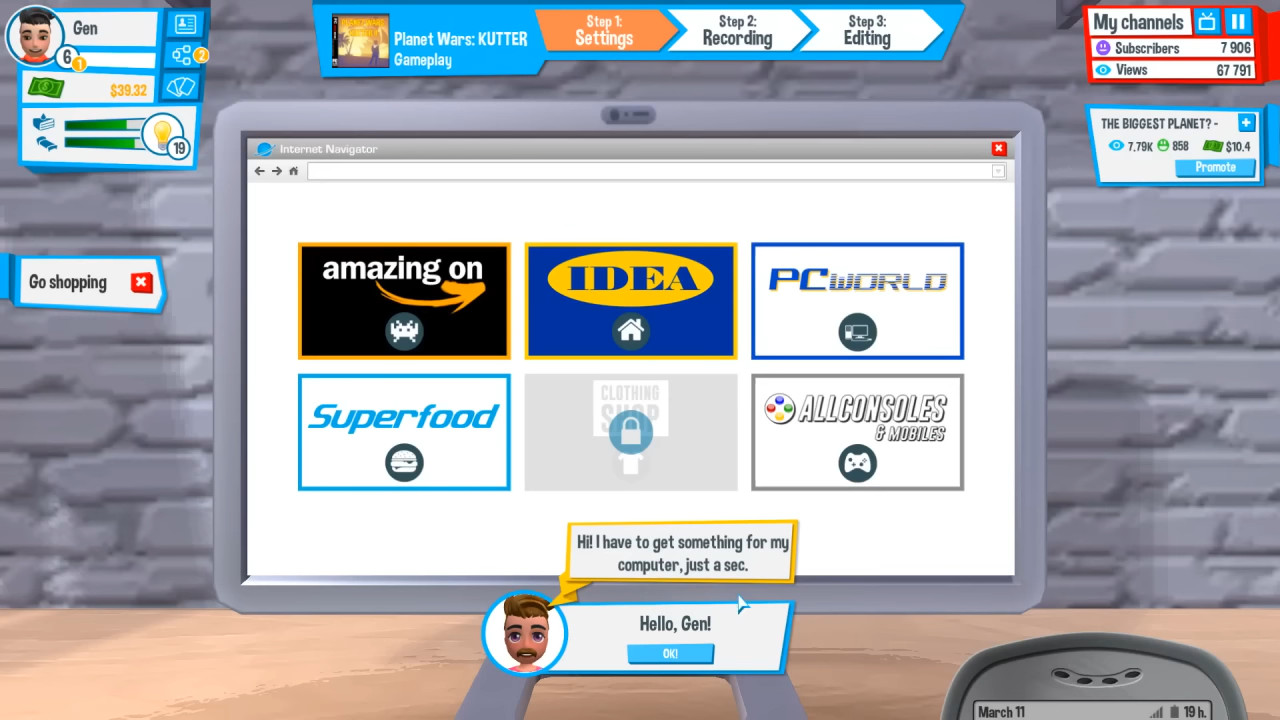 Gen
6
1
2
$39.32
19
Planet Wars: KUTTER
Gameplay
Step 1:
Settings
Step 2:
Recording
Step 3:
Editing
My channels
Subscribers 7 906
Views 67 791
THE BIGGEST PLANET? -
7.79K 858 $10.4
Promote
Go shopping
Internet Navigator
amazing on
IDEA
PC WORLD
Superfood
CLOTHING
SHOP
ALLCONSOLES
& MOBILES
Hi! I have to get something for my
computer, just a sec.
Hello, Gen!
OK!
March 11 19 h.